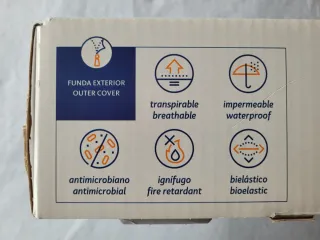 FUNDA EXTERIOR
OUTER COVER
transpirable
breathable
impermeable
waterproof
antimicrobiano
antimicrobial
ignífugo
fire retardant
bielástico
bioelastic